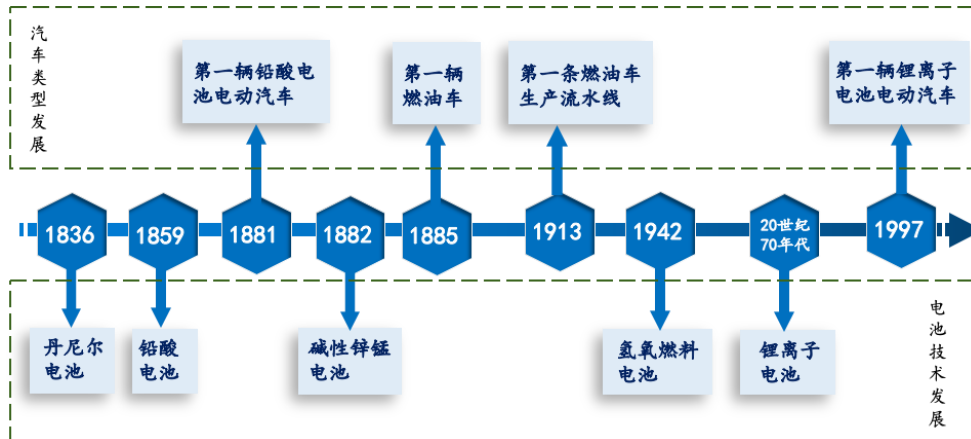 汽车类型发展
第一辆铅酸电
池电动汽车
第一辆
燃油车
第一条燃油车
生产流水线
第一辆锂离子
电池电动汽车
1836
1859
1881
1882
1885
1913
1942
20世纪
70年代
1997
丹尼尔
电池
铅酸
电池
碱性锌锰
电池
氢氧燃料
电池
锂离子
电池
电池技术发展